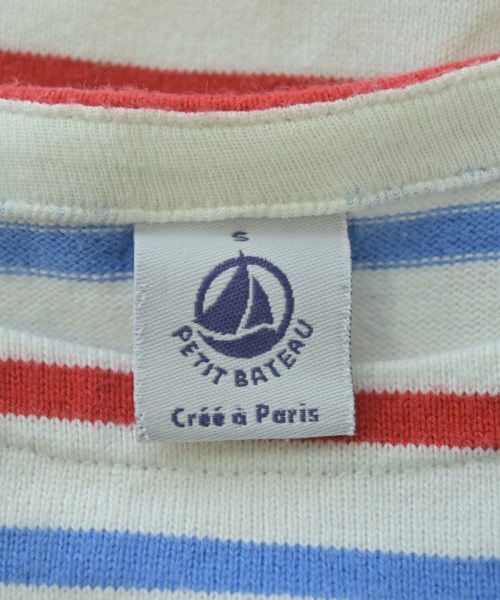 S
PETIT BATEAU
Créé à Paris